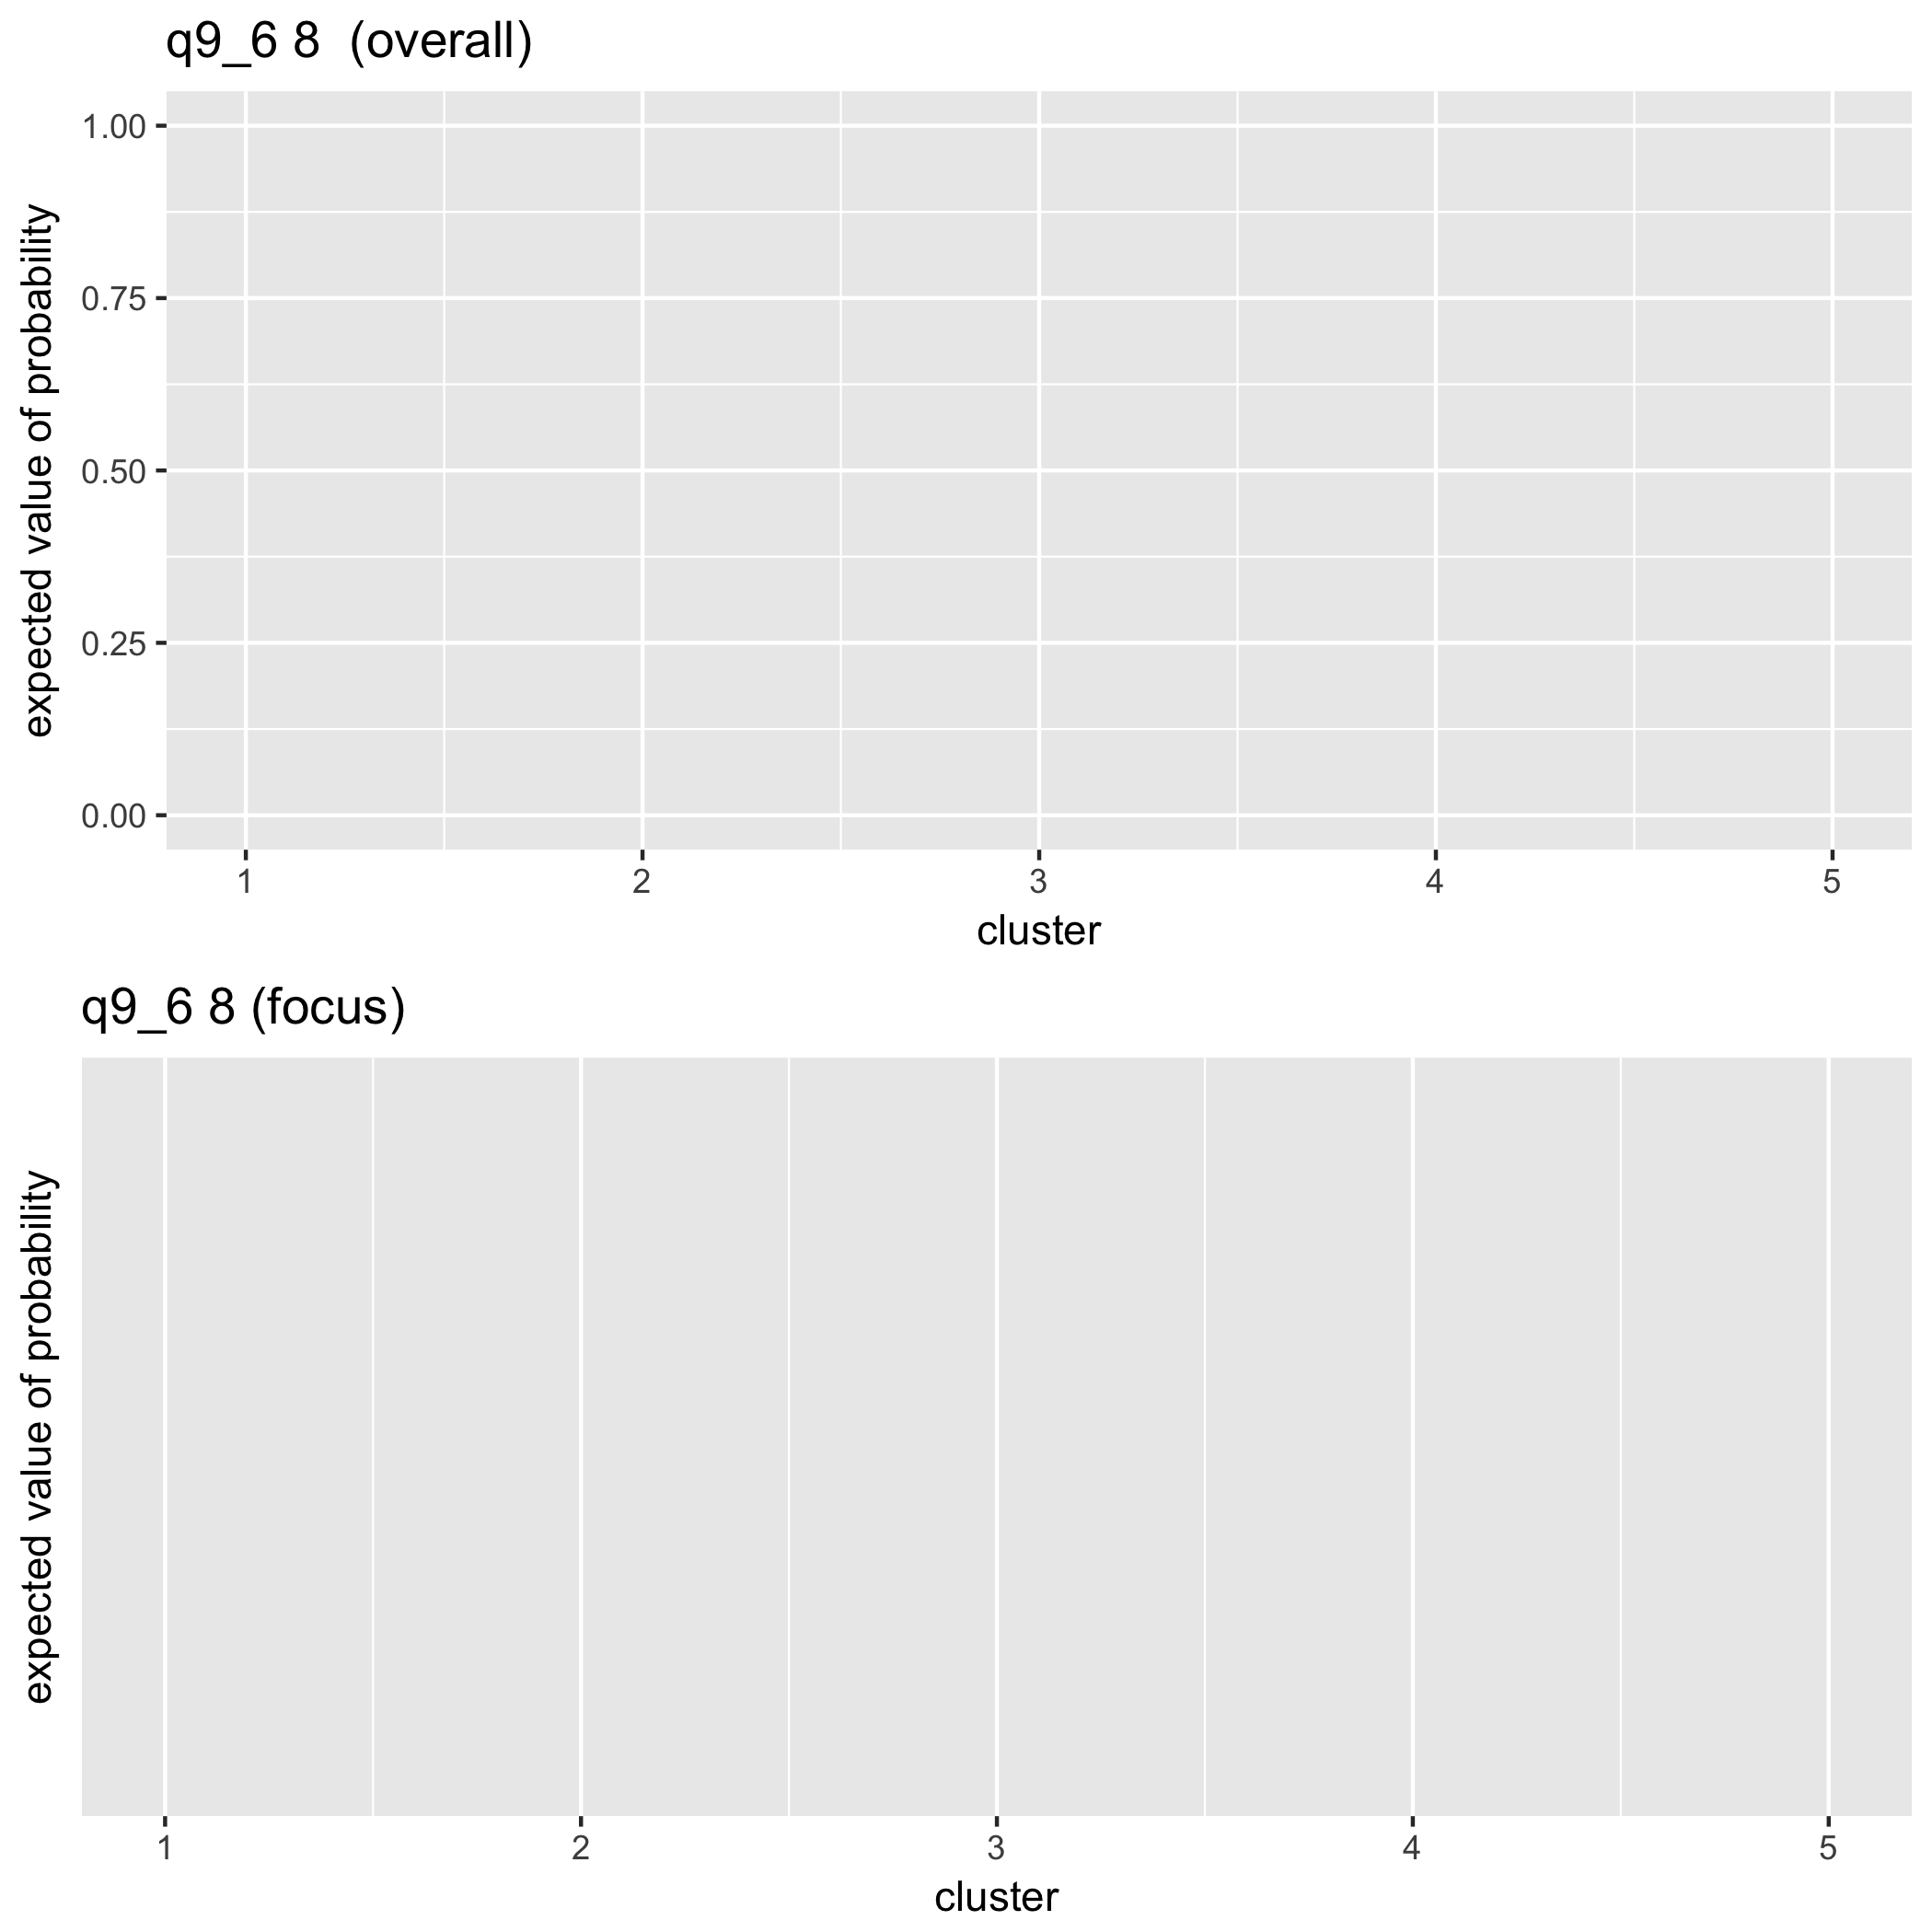 q9_6 8  (overall)
expected value of probability
1.00
0.75
0.50
0.25
0.00
1 2 3 4 5
cluster
q9_6 8 (focus)
expected value of probability
1 2 3 4 5
cluster